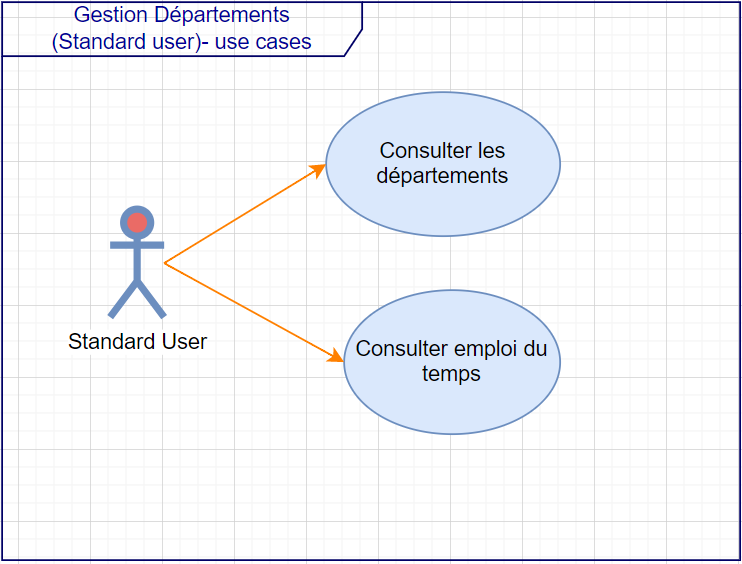 Gestion Départements
(Standard user)- use cases
Consulter les
départements
Standard User
Consulter emploi du
temps